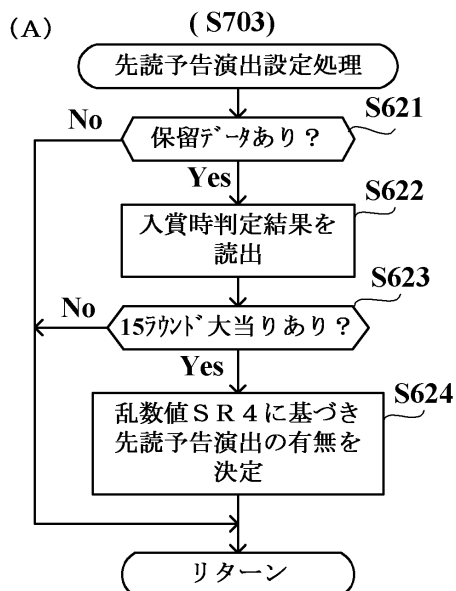 (A)
(S703)
先読予告演出設定処理
S621
No
保留ﾃﾞｰﾀあり？
Yes
S622
入賞時判定結果を
読出
S623
No
15ﾗｳﾝﾄﾞ大当りあり？
Yes
S624
乱数値ＳＲ４に基づき
先読予告演出の有無を
決定
リターン